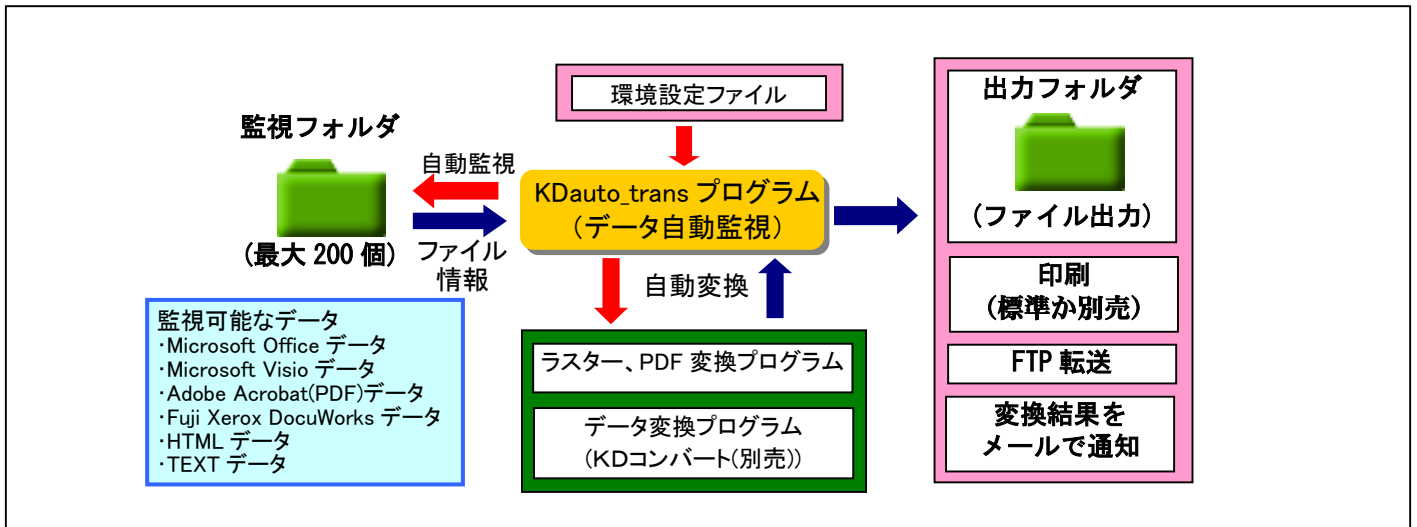 監視フォルダ
(最大 200 個)
自動監視
ファイル
情報
監視可能なデータ
・Microsoft Office データ
・Microsoft Visio データ
・Adobe Acrobat(PDF)データ
・Fuji Xerox DocuWorks データ
・HTML データ
・TEXT データ
環境設定ファイル
KDauto_trans プログラム
（データ自動監視）
自動変換
ラスター、PDF 変換プログラム
データ変換プログラム
（KDコンバート(別売)）
出力フォルダ
（ファイル出力）
印刷
(標準か別売)
FTP 転送
変換結果を
メールで通知